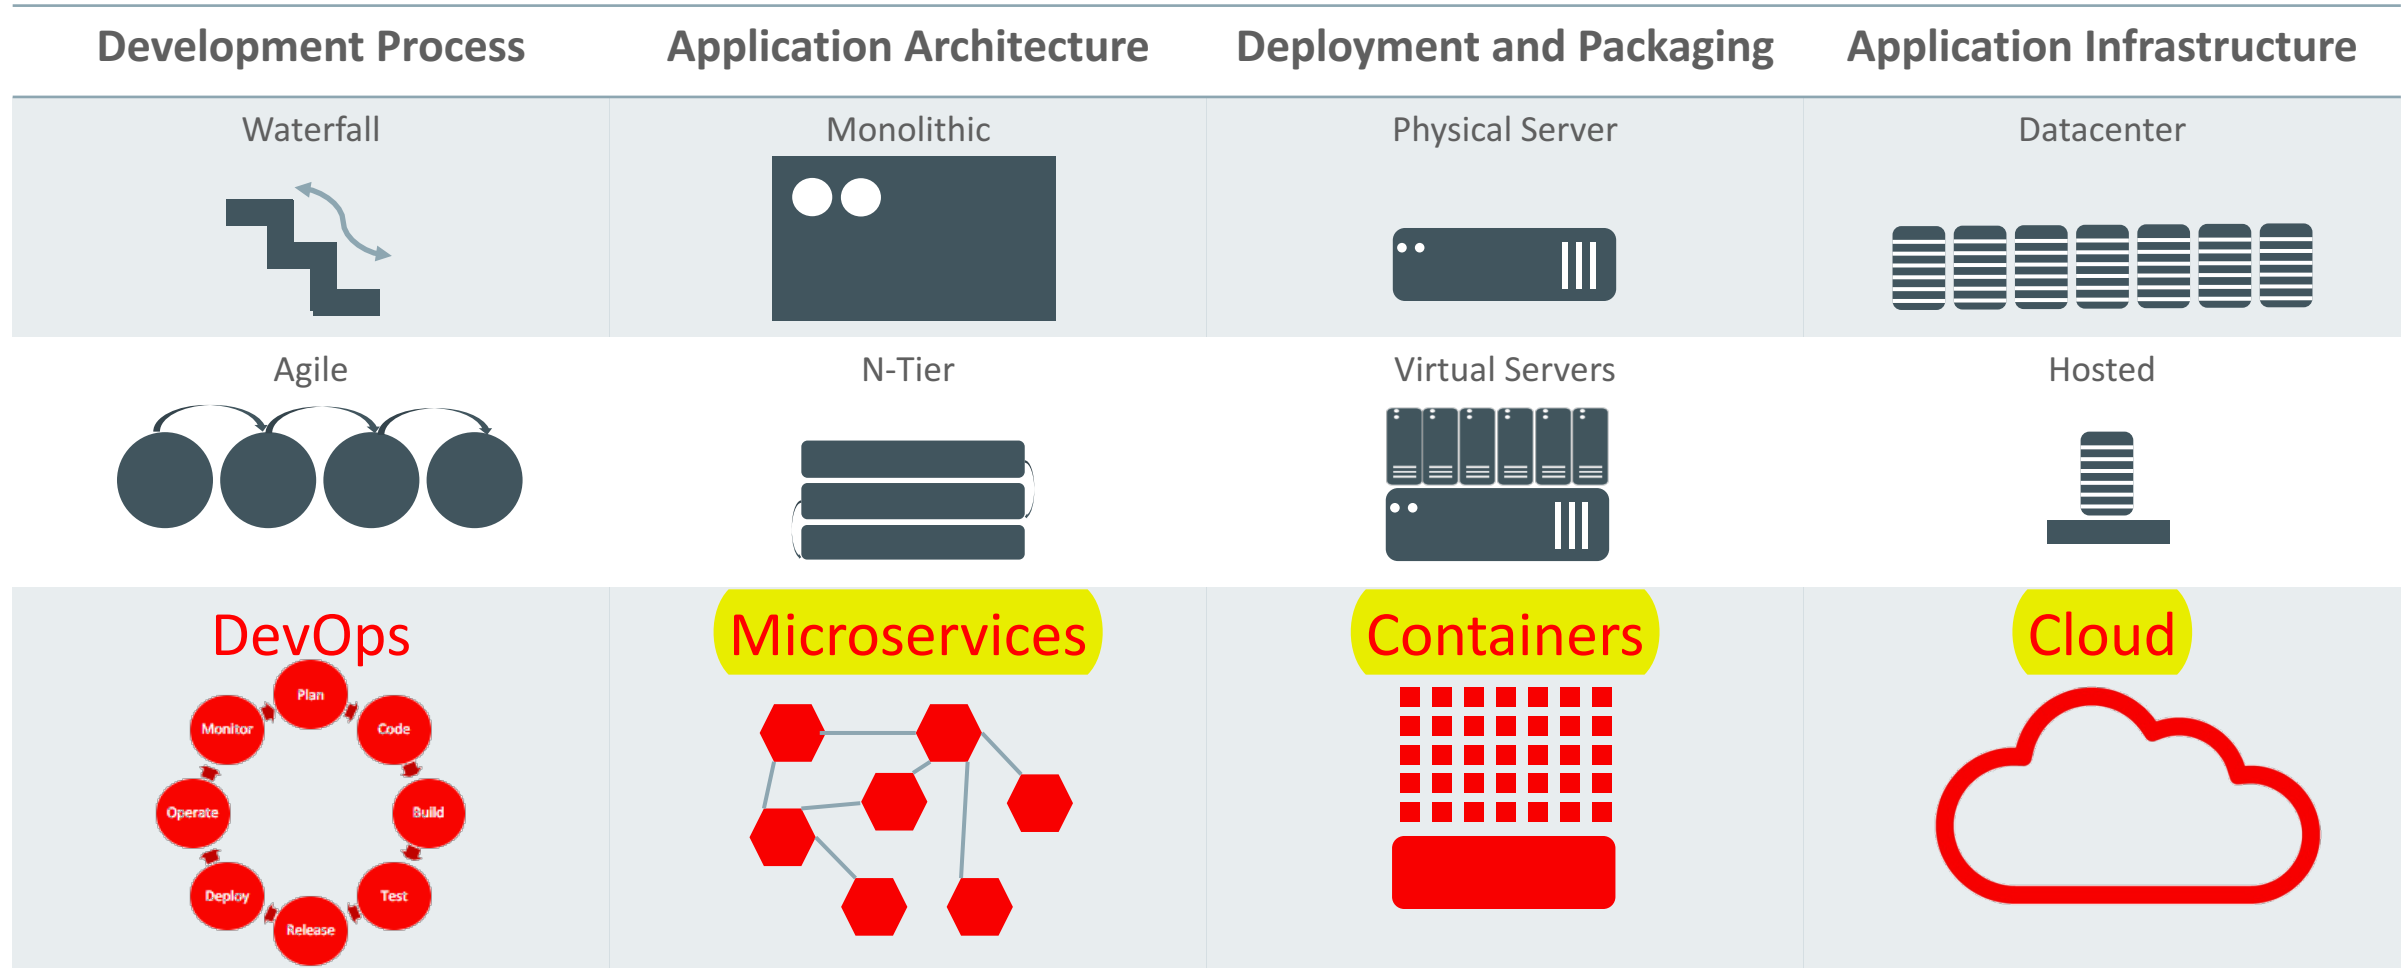 Development Process
Application Architecture
Deployment and Packaging
Application Infrastructure
Waterfall
Monolithic
Physical Server
Datacenter
Agile
N-Tier
Virtual Servers
Hosted
DevOps
Microservices
Containers
Cloud
Plan
Code
Build
Test
Release
Deploy
Operate
Monitor